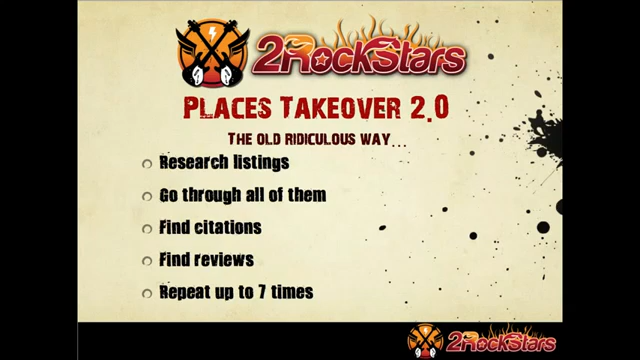 2RockStars
Places Takeover 2.0
The old ridiculous way...
Research listings
Go through all of them
Find citations
Find reviews
Repeat up to 7 times
2RockStars